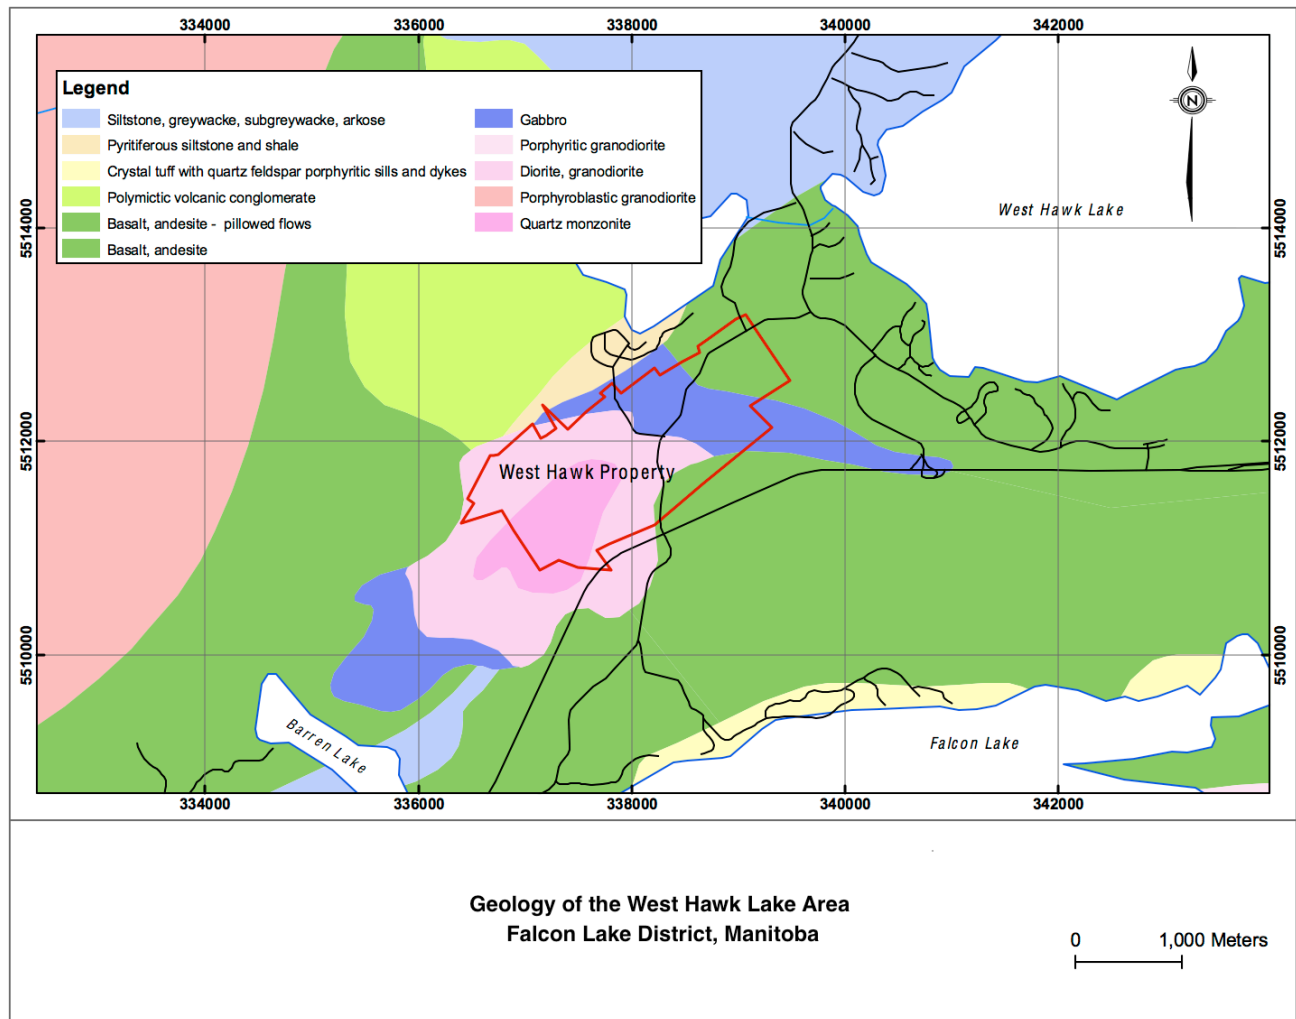 334000 336000 338000 340000 342000
Legend
Siltstone, greywacke, subgreywacke, arkose
Pyritiferous siltstone and shale
Crystal tuff with quartz feldspar porphyritic sills and dykes
Polymictic volcanic conglomerate
Basalt, andesite - pillowed flows
Basalt, andesite
Gabbro
Porphyritic granodiorite
Diorite, granodiorite
Porphyroblastic granodiorite
Quartz monzonite
N
West Hawk Lake
5514000
5514000
5512000
5512000
West Hawk Property
5510000
5510000
Barren Lake
Falcon Lake
334000 336000 338000 340000 342000
Geology of the West Hawk Lake Area
Falcon Lake District, Manitoba
0 1,000 Meters